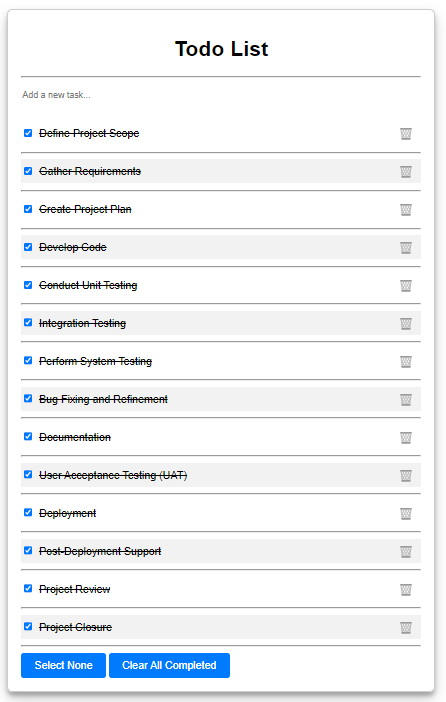 Todo List
Add a new task...
Define Project Scope
Gather Requirements
Create Project Plan
Develop Code
Conduct Unit Testing
Integration Testing
Perform System Testing
Bug Fixing and Refinement
Documentation
User Acceptance Testing (UAT)
Deployment
Post-Deployment Support
Project Review
Project Closure
Select None Clear All Completed